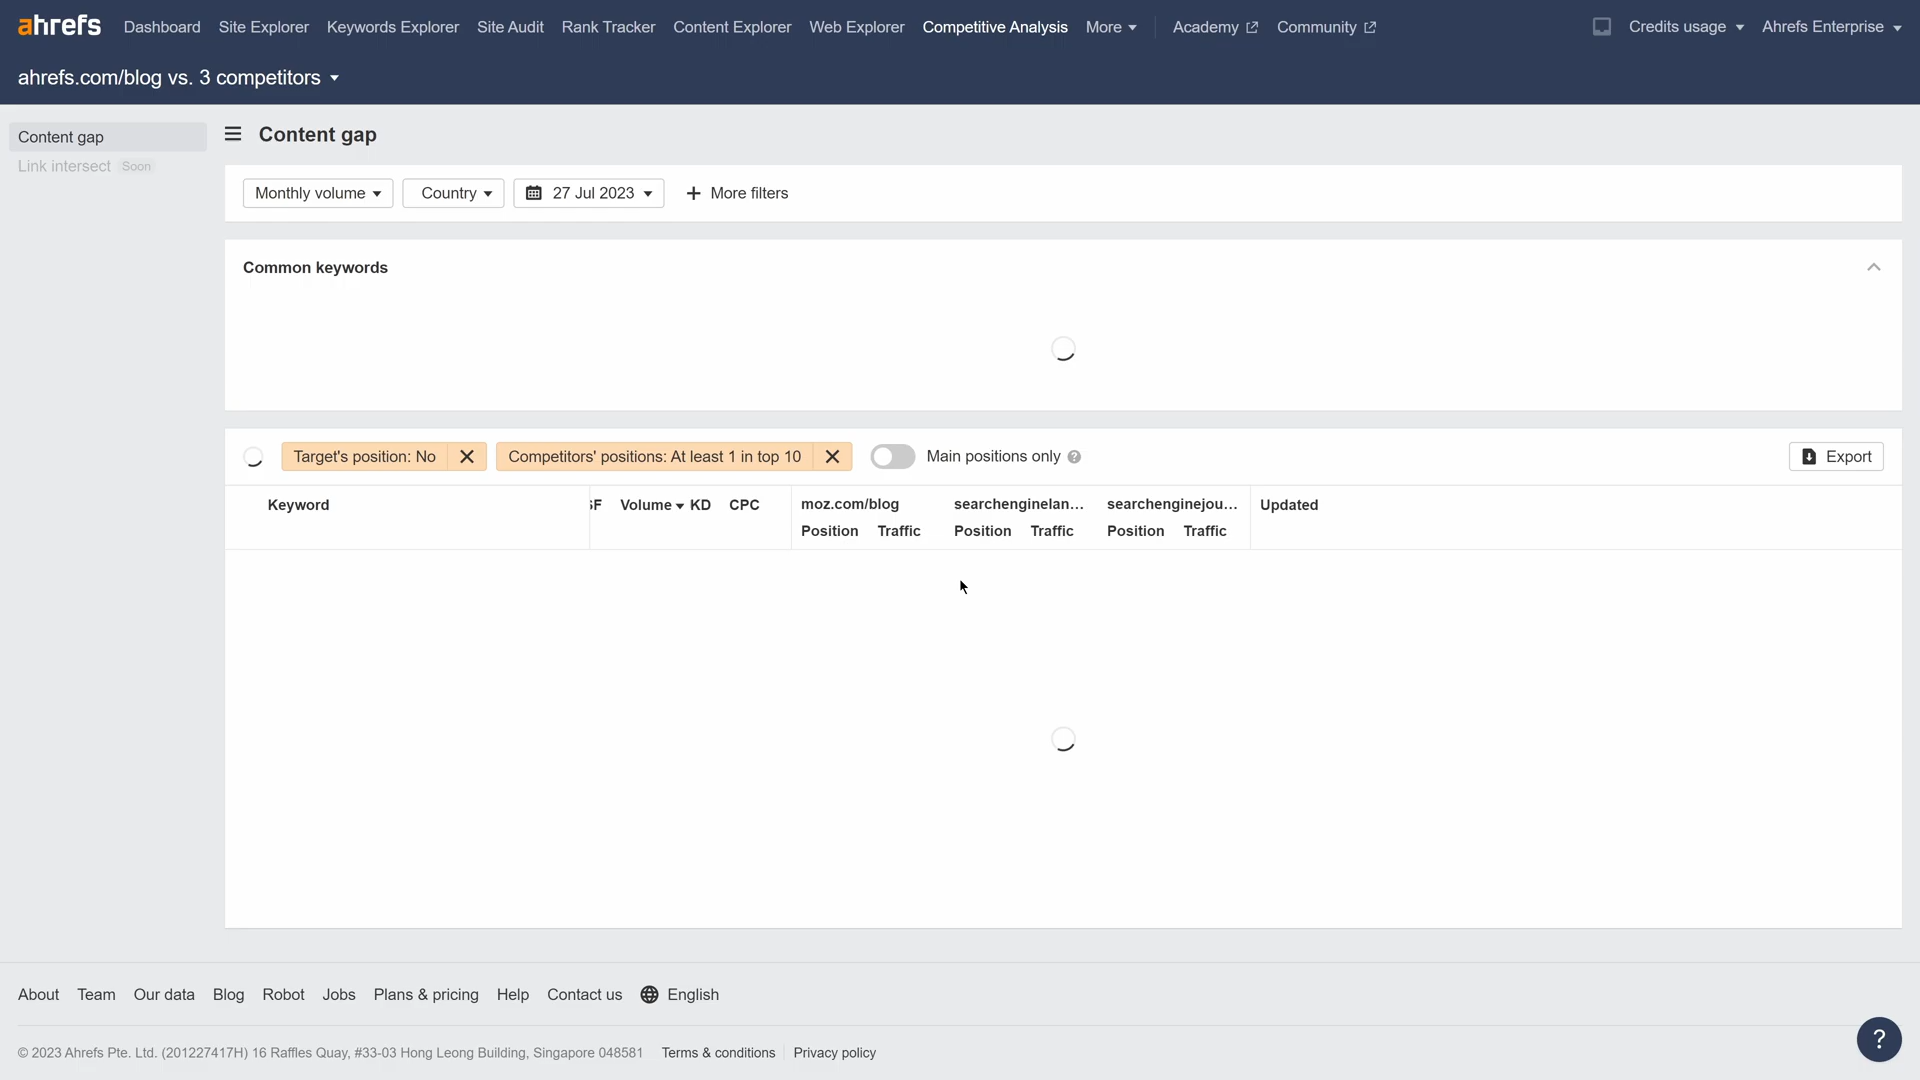 ahrefs Dashboard Site Explorer Keywords Explorer Site Audit Rank Tracker Content Explorer Web Explorer Competitive Analysis More Academy Community Credits usage Ahrefs Enterprise
ahrefs.com/blog vs. 3 competitors
Content gap
Link intersect Soon
Content gap
Monthly volume Country 27 Jul 2023 + More filters
Common keywords
Target's position: No Competitors' positions: At least 1 in top 10 Main positions only ? Export
Keyword SF Volume KD CPC moz.com/blog searchenginelan... searchenginejou... Updated
Position Traffic Position Traffic Position Traffic
About Team Our data Blog Robot Jobs Plans & pricing Help Contact us English
© 2023 Ahrefs Pte. Ltd. (201227417H) 16 Raffles Quay, #33-03 Hong Leong Building, Singapore 048581 Terms & conditions Privacy policy
?